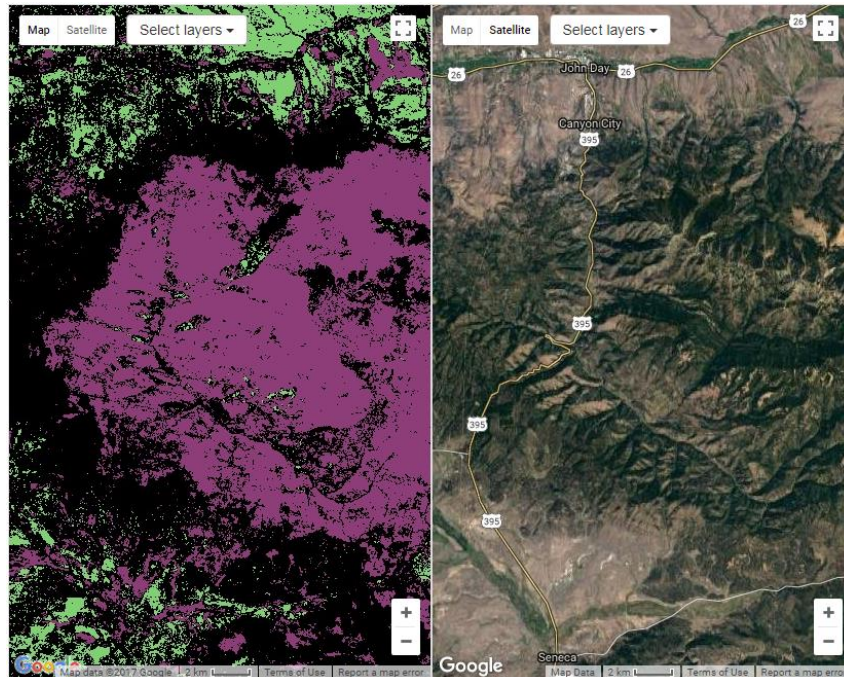 Map Satellite Select layers
Map Satellite Select layers
26
26
John Day
26
Canyon City
395
395
395
395
+
−
+
−
Seneca
Google
Map data ©2017 Google 2 km Terms of Use Report a map error
Google
Map Data 2 km Terms of Use Report a map error